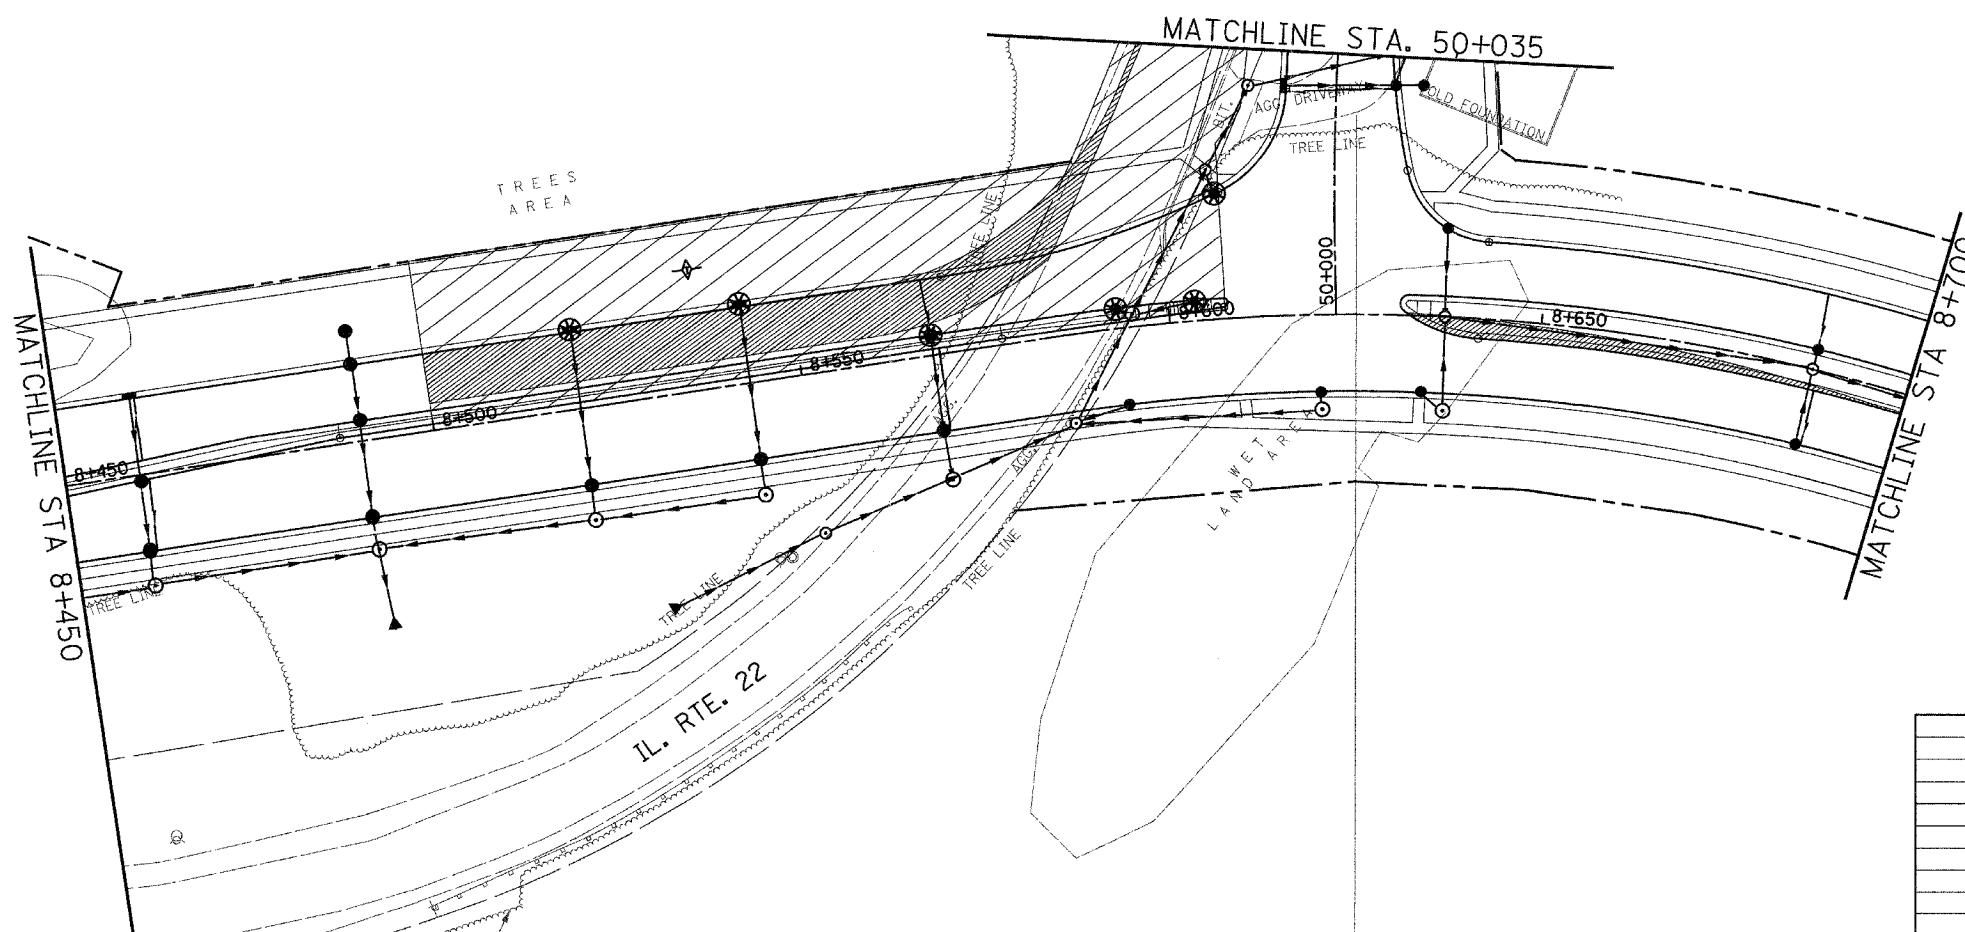 MATCHLINE STA. 50+035
OLD FOUNDATION
AGG. DRIVEWAY
BIT.
TREE LINE
TREES
AREA
TREE LINE
MATCHLINE STA 8+450
8+450
8+500
8+550
8+600
50+000
8+650
MATCHLINE STA 8+700
AGG.
WET
LAND AREA
TREE LINE
TREE LINE
TREE LINE
IL. RTE. 22